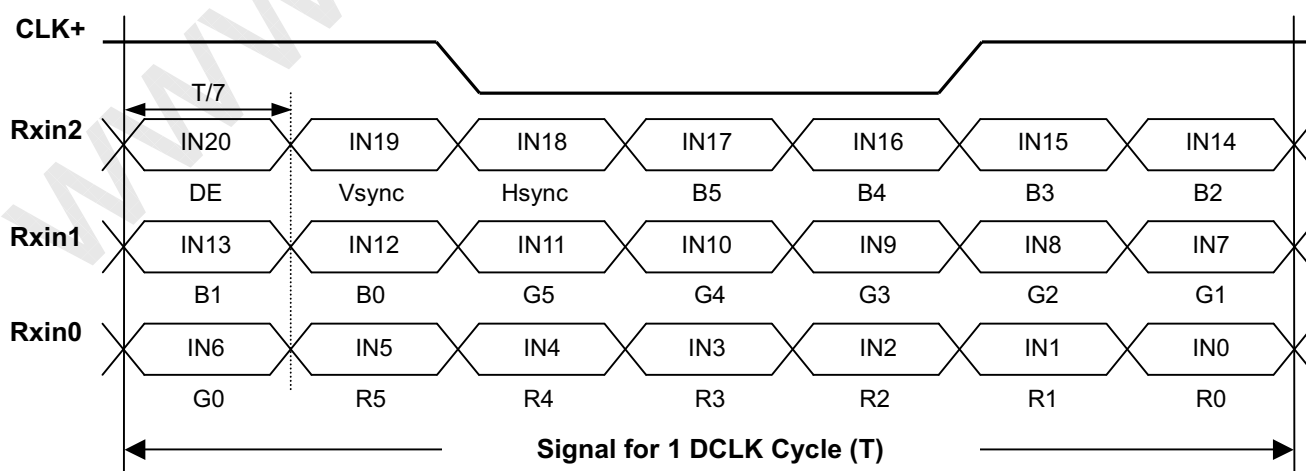 CLK+
T/7
Rxin2 IN20 IN19 IN18 IN17 IN16 IN15 IN14
DE Vsync Hsync B5 B4 B3 B2
Rxin1 IN13 IN12 IN11 IN10 IN9 IN8 IN7
B1 B0 G5 G4 G3 G2 G1
Rxin0 IN6 IN5 IN4 IN3 IN2 IN1 IN0
G0 R5 R4 R3 R2 R1 R0
Signal for 1 DCLK Cycle (T)